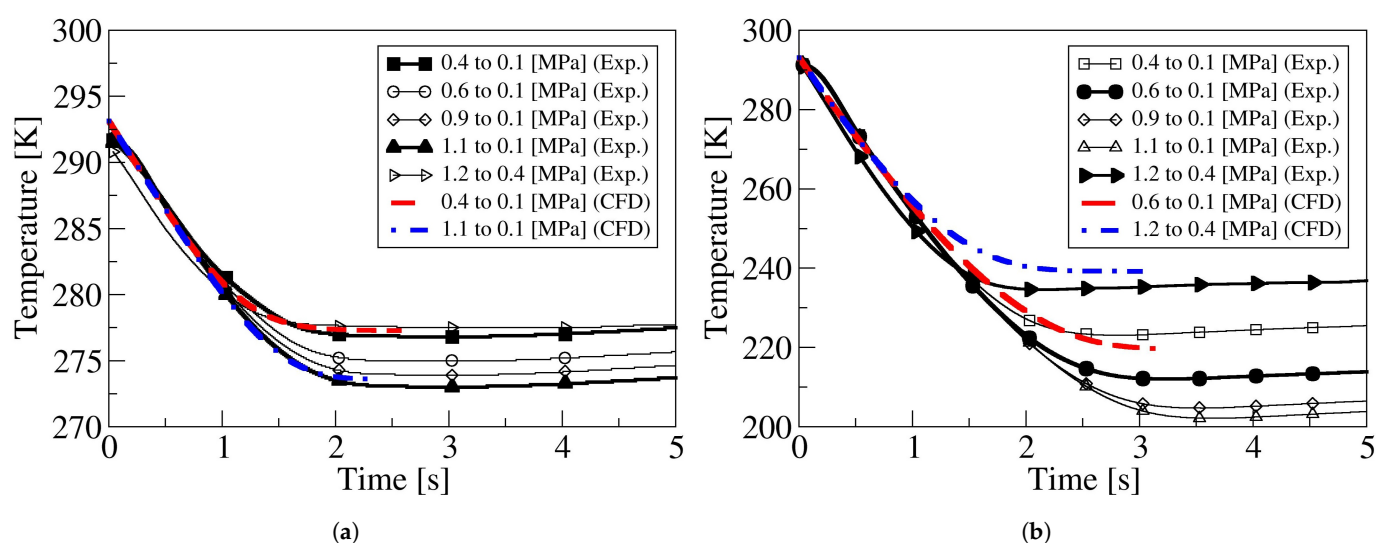 300
295
290
285
280
275
270
0
1
2
3
4
5
Temperature [K]
Time [s]
0.4 to 0.1 [MPa] (Exp.)
0.6 to 0.1 [MPa] (Exp.)
0.9 to 0.1 [MPa] (Exp.)
1.1 to 0.1 [MPa] (Exp.)
1.2 to 0.4 [MPa] (Exp.)
0.4 to 0.1 [MPa] (CFD)
1.1 to 0.1 [MPa] (CFD)
(a)
300
280
260
240
220
200
0
1
2
3
4
5
Temperature [K]
Time [s]
0.4 to 0.1 [MPa] (Exp.)
0.6 to 0.1 [MPa] (Exp.)
0.9 to 0.1 [MPa] (Exp.)
1.1 to 0.1 [MPa] (Exp.)
1.2 to 0.4 [MPa] (Exp.)
0.6 to 0.1 [MPa] (CFD)
1.2 to 0.4 [MPa] (CFD)
(b)